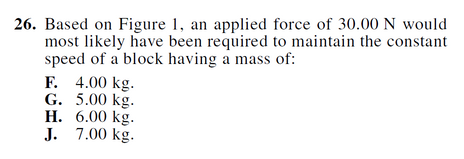 26. Based on Figure 1, an applied force of 30.00 N would
most likely have been required to maintain the constant
speed of a block having a mass of:
F. 4.00 kg.
G. 5.00 kg.
H. 6.00 kg.
J. 7.00 kg.